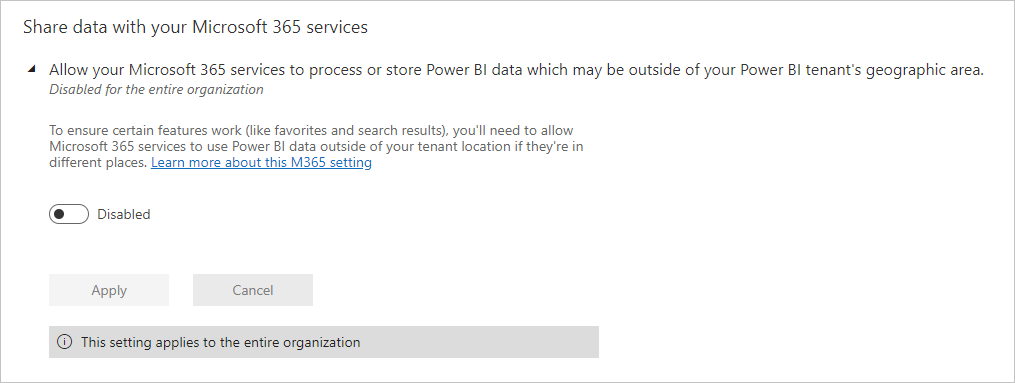 Share data with your Microsoft 365 services
Allow your Microsoft 365 services to process or store Power BI data which may be outside of your Power BI tenant's geographic area.
Disabled for the entire organization
To ensure certain features work (like favorites and search results), you'll need to allow
Microsoft 365 services to use Power BI data outside of your tenant location if they're in
different places. Learn more about this M365 setting
Disabled
Apply Cancel
This setting applies to the entire organization